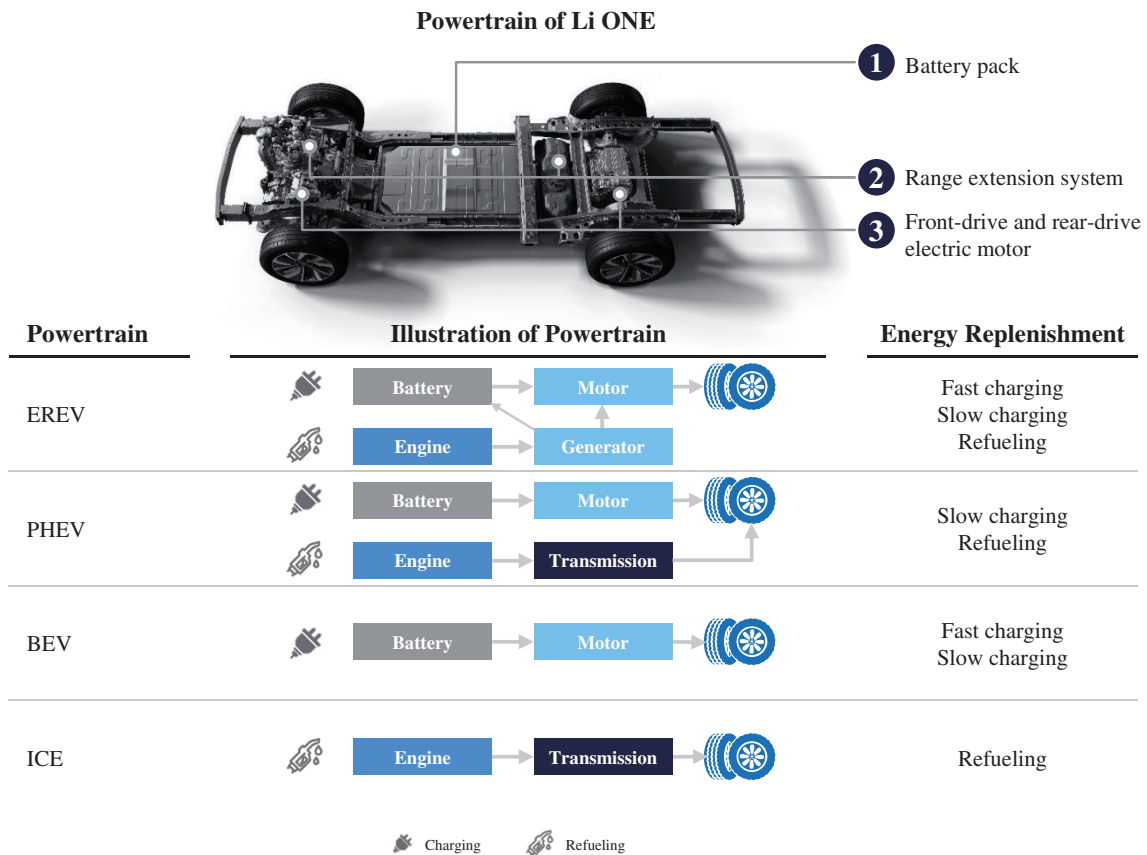 Powertrain of Li ONE
1 Battery pack
2 Range extension system
3 Front-drive and rear-drive
electric motor
Powertrain Illustration of Powertrain Energy Replenishment
EREV
Battery Motor
Engine Generator
Fast charging
Slow charging
Refueling
PHEV
Battery Motor
Engine Transmission
Slow charging
Refueling
BEV
Battery Motor
Fast charging
Slow charging
ICE
Engine Transmission
Refueling
Charging Refueling